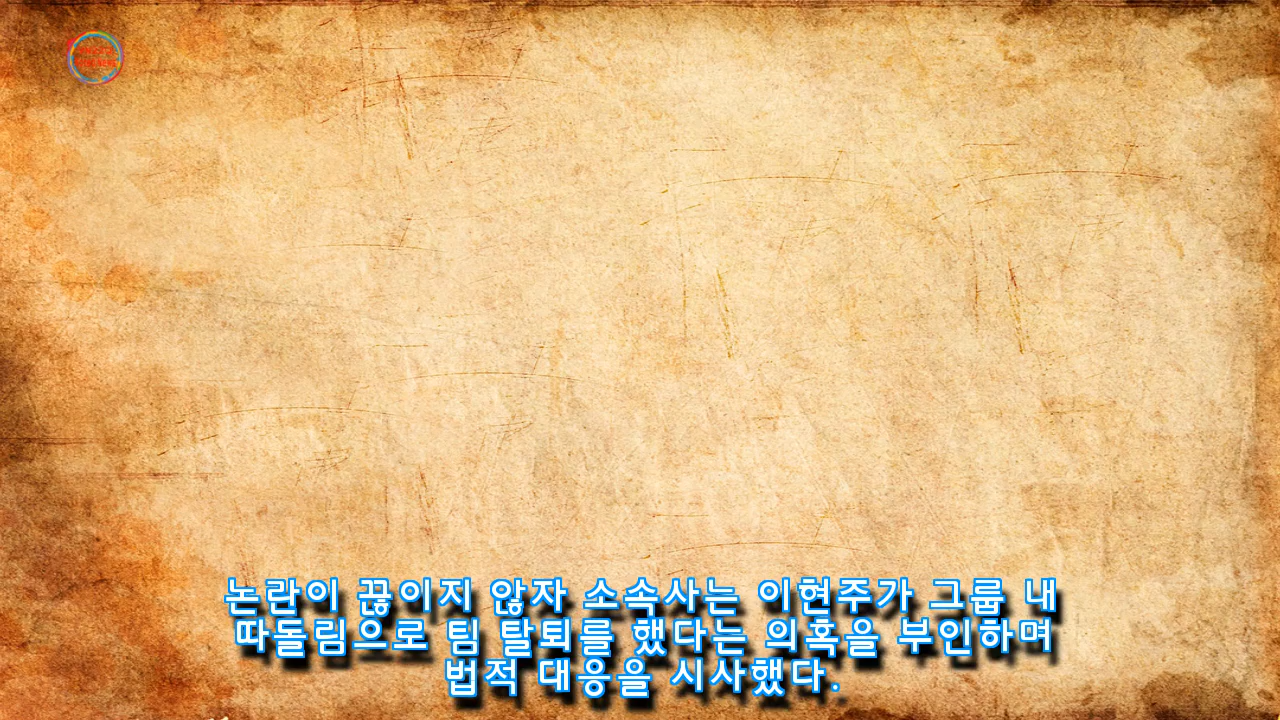 논란이 끊이지 않자 소속사는 이현주가 그룹 내
따돌림으로 팀 탈퇴를 했다는 의혹을 부인하며
법적 대응을 시사했다.